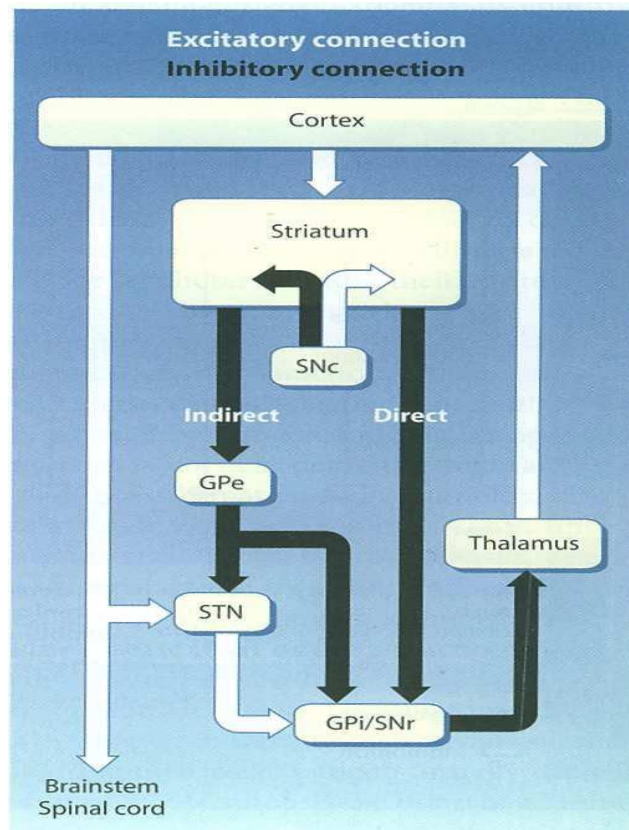 Excitatory connection
Inhibitory connection
Cortex
Striatum
SNc
Indirect
Direct
GPe
Thalamus
STN
GPi/SNr
Brainstem
Spinal cord